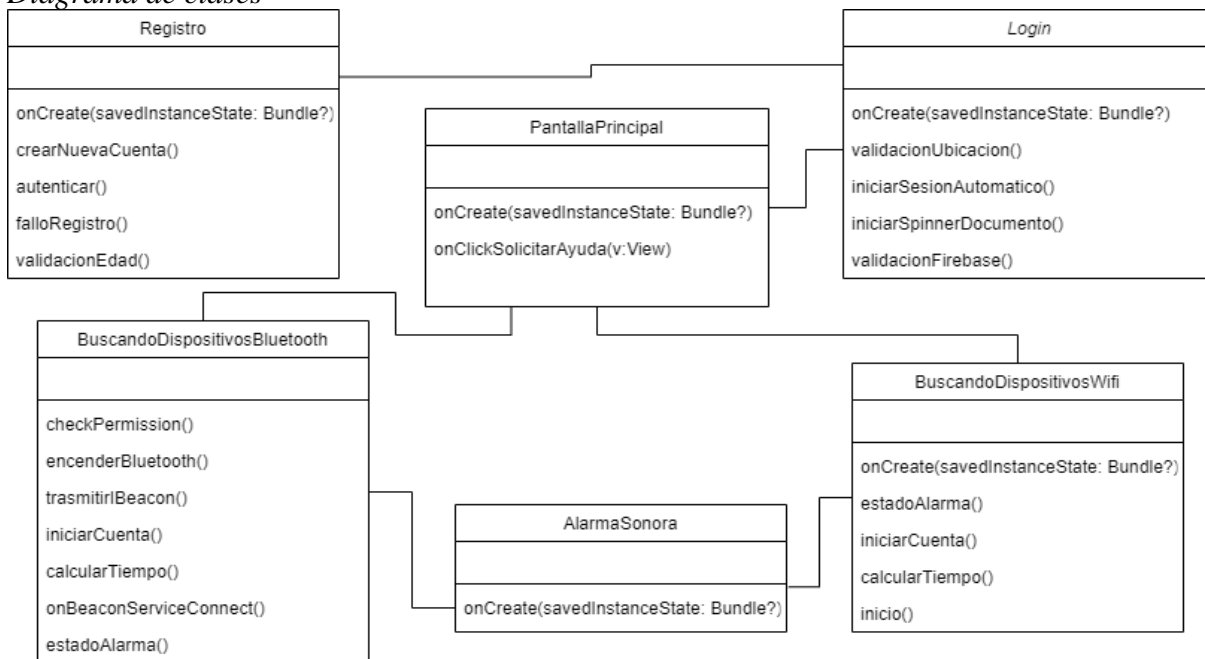 Diagrama de clases
Registro
onCreate(savedInstanceState: Bundle?)
crearNuevaCuenta()
autenticar()
falloRegistro()
validacionEdad()
Login
onCreate(savedInstanceState: Bundle?)
validacionUbicacion()
iniciarSesionAutomatico()
iniciarSpinnerDocumento()
validacionFirebase()
PantallaPrincipal
onCreate(savedInstanceState: Bundle?)
onClickSolicitarAyuda(v:View)
BuscandoDispositivosBluetooth
checkPermission()
encenderBluetooth()
trasmitirIBeacon()
iniciarCuenta()
calcularTiempo()
onBeaconServiceConnect()
estadoAlarma()
AlarmaSonora
onCreate(savedInstanceState: Bundle?)
BuscandoDispositivosWifi
onCreate(savedInstanceState: Bundle?)
estadoAlarma()
iniciarCuenta()
calcularTiempo()
inicio()